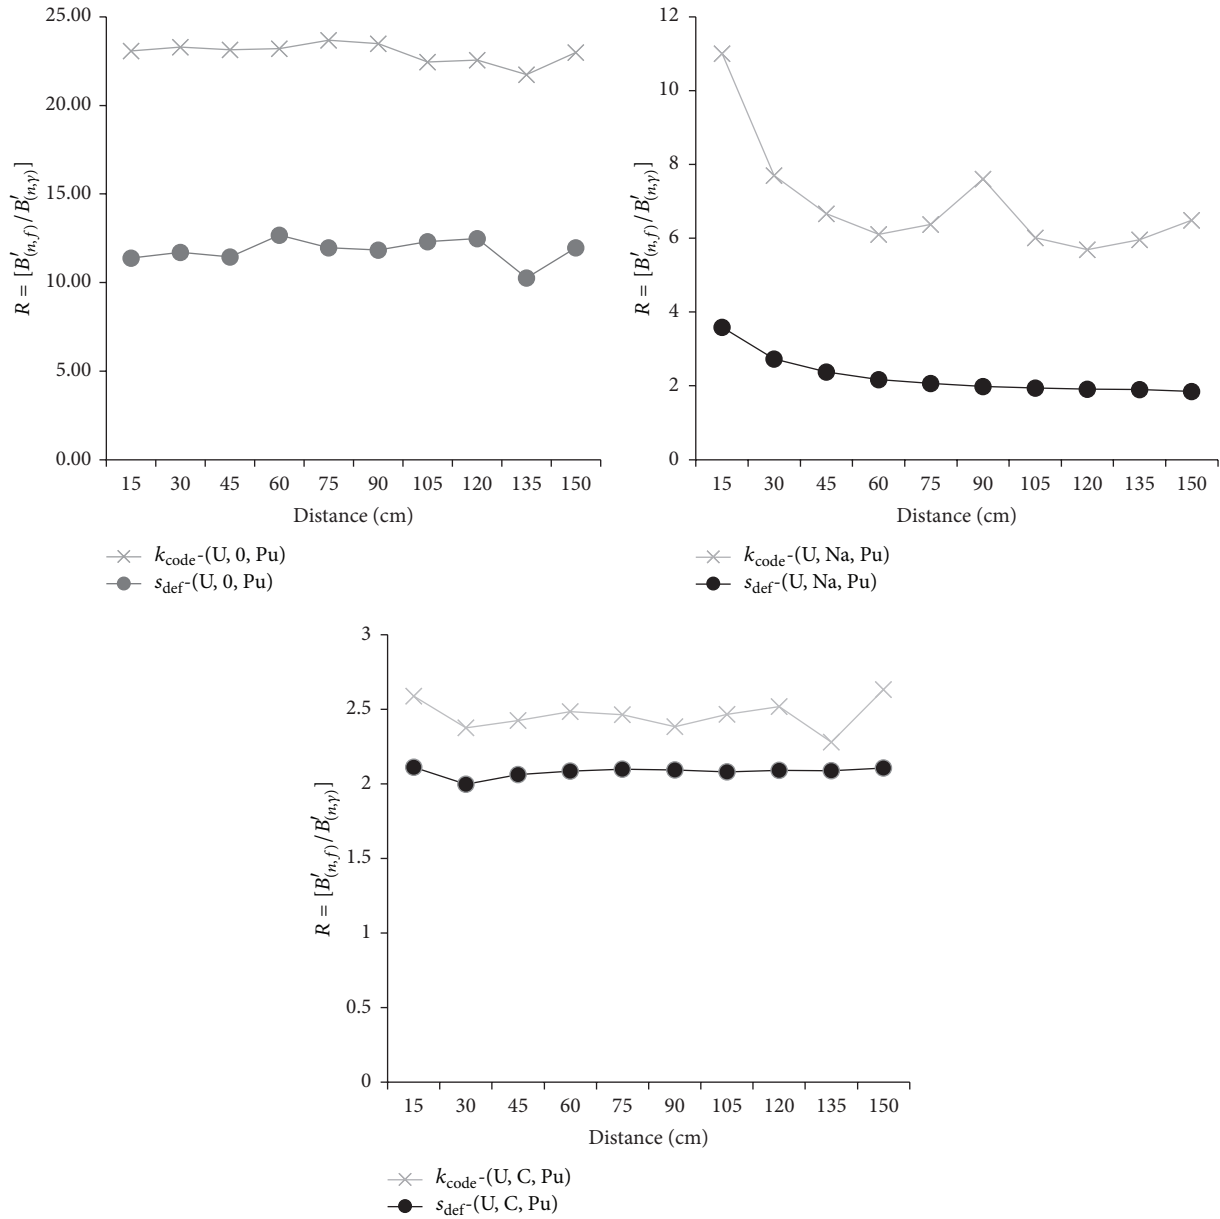 25.00
20.00
15.00
10.00
5.00
0.00
R = [B′(n,f)/B′(n,γ)]
15 30 45 60 75 90 105 120 135 150
Distance (cm)
kcode-(U, 0, Pu)
sdef-(U, 0, Pu)
12
10
8
6
4
2
0
R = [B′(n,f)/B′(n,γ)]
15 30 45 60 75 90 105 120 135 150
Distance (cm)
kcode-(U, Na, Pu)
sdef-(U, Na, Pu)
3
2.5
2
1.5
1
0.5
0
R = [B′(n,f)/B′(n,γ)]
15 30 45 60 75 90 105 120 135 150
Distance (cm)
kcode-(U, C, Pu)
sdef-(U, C, Pu)